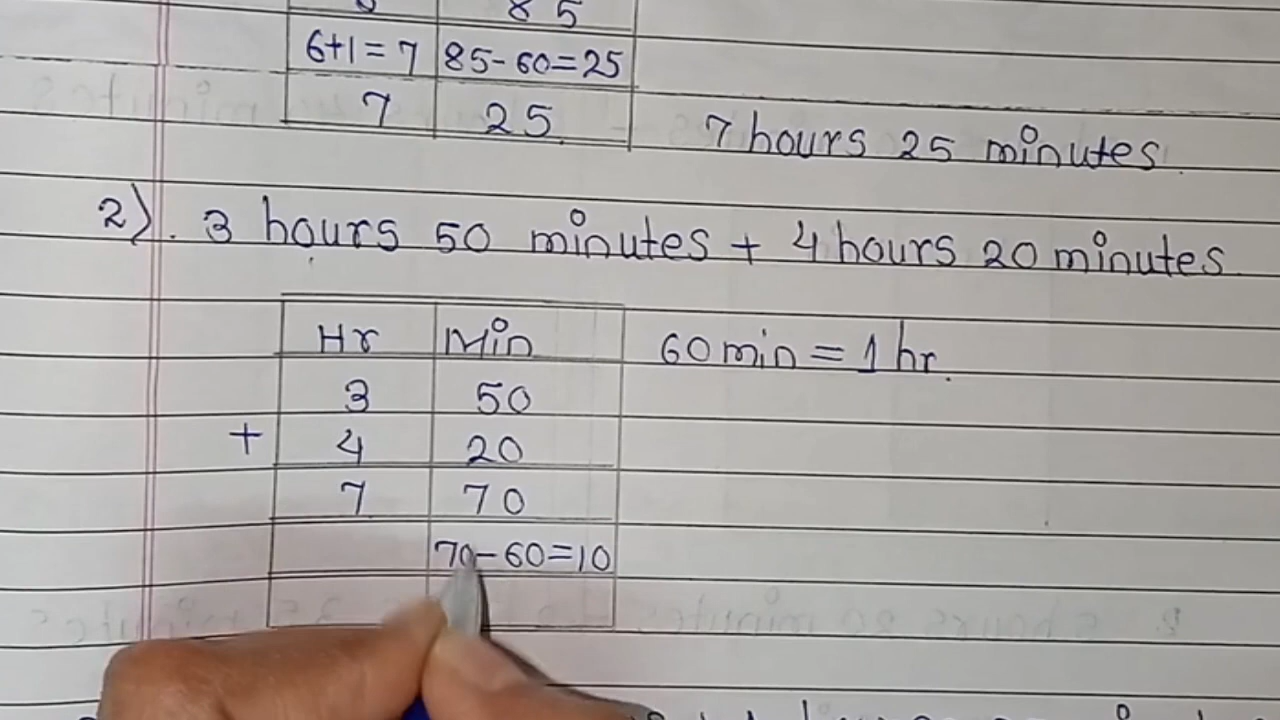 85
6+1=7 85-60=25
7 25 7 hours 25 minutes.
2). 3 hours 50 minutes + 4 hours 20 minutes
Hr Min 60 min = 1 hr.
3 50
+ 4 20
7 70
70-60=10